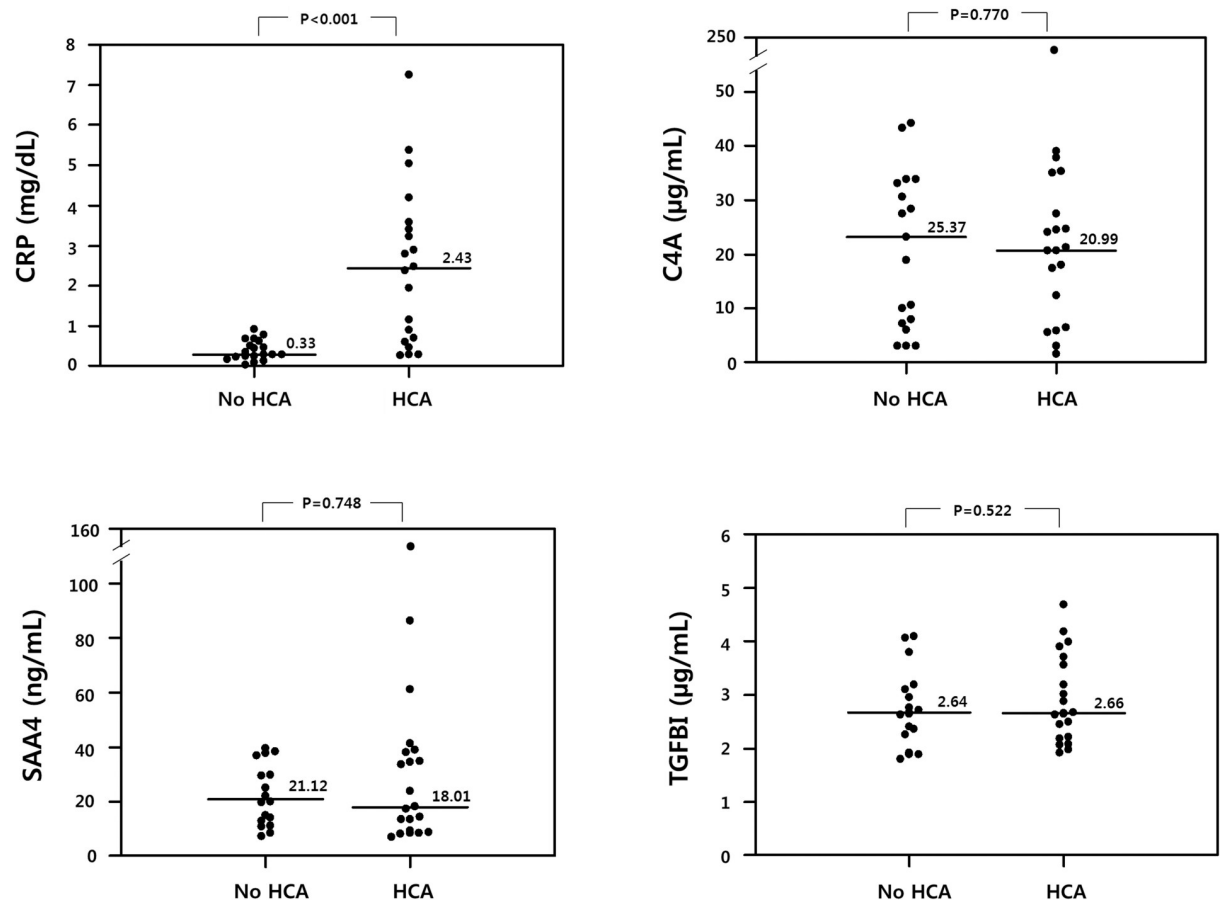 P<0.001
8
7
6
5
4
3
2
1
0
CRP (mg/dL)
0.33
2.43
No HCA
HCA
P=0.770
250
50
40
30
20
10
0
C4A (μg/mL)
25.37
20.99
No HCA
HCA
P=0.748
160
100
80
60
40
20
0
SAA4 (ng/mL)
21.12
18.01
No HCA
HCA
P=0.522
6
5
4
3
2
1
0
TGFBI (μg/mL)
2.64
2.66
No HCA
HCA